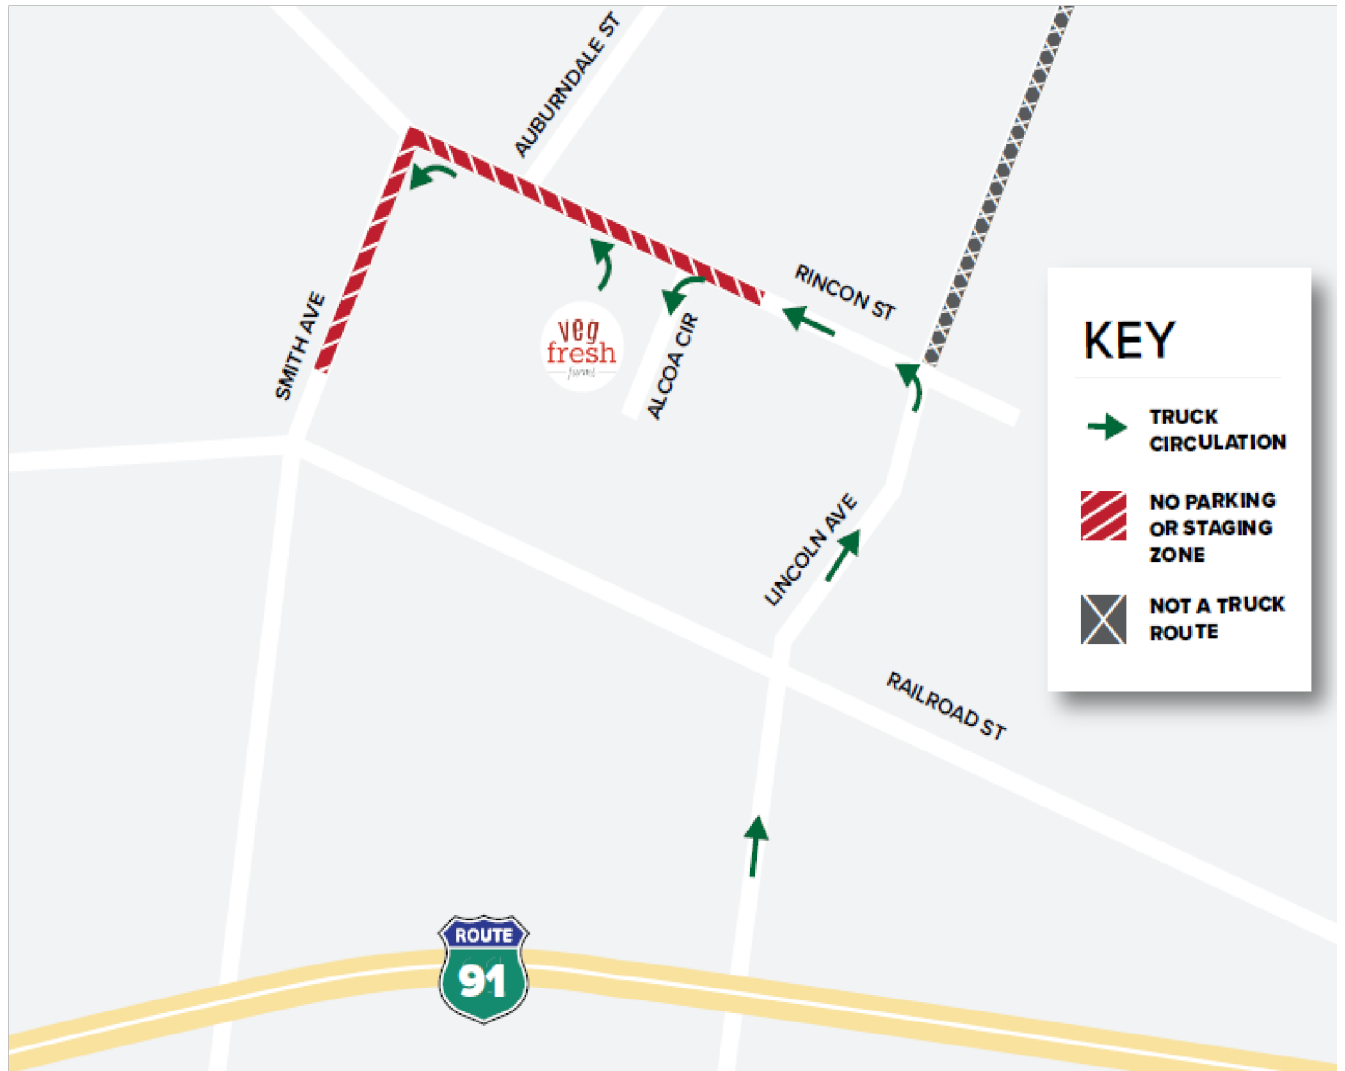 AUBURNDALE ST
RINCON ST
SMITH AVE
veg
fresh
farms
ALCOA CIR
LINCOLN AVE
RAILROAD ST
ROUTE
91
KEY
TRUCK
CIRCULATION
NO PARKING
OR STAGING
ZONE
NOT A TRUCK
ROUTE